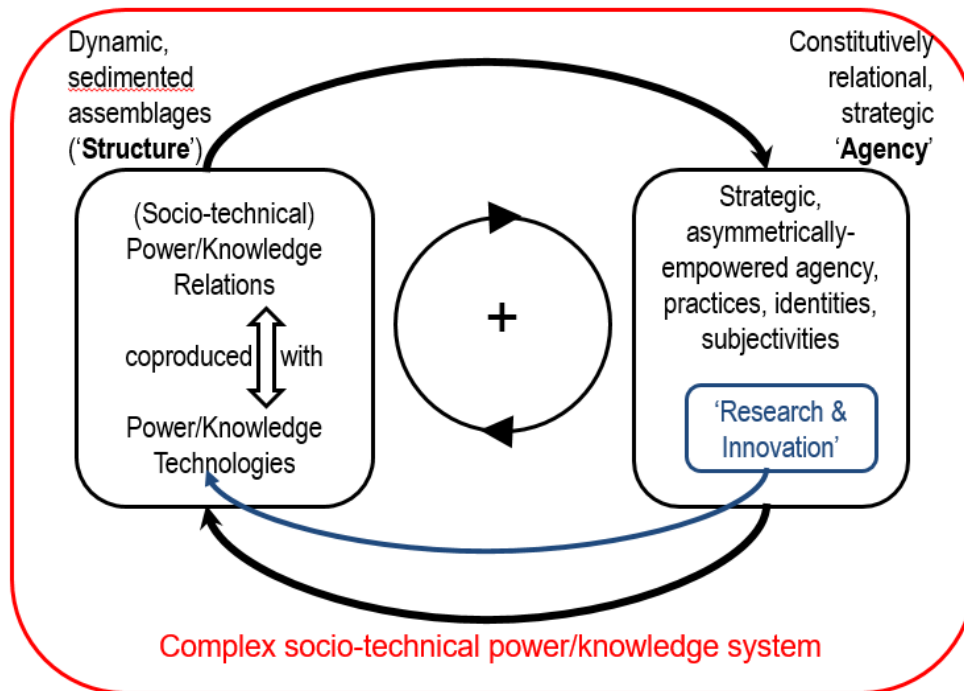 Dynamic,
sedimented
assemblages
(‘Structure’)
Constitutively
relational,
strategic
‘Agency’
(Socio-technical)
Power/Knowledge
Relations
coproduced with
Power/Knowledge
Technologies
+
Strategic,
asymmetrically-
empowered agency,
practices, identities,
subjectivities
‘Research &
Innovation’
Complex socio-technical power/knowledge system